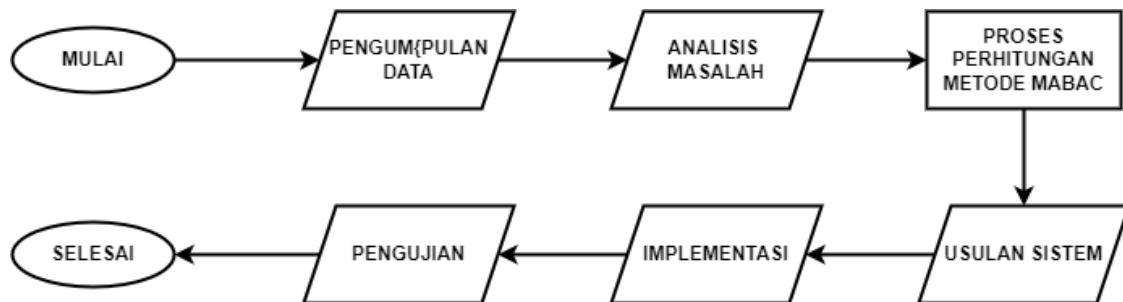 MULAI
PENGUM{PULAN
DATA
ANALISIS
MASALAH
PROSES
PERHITUNGAN
METODE MABAC
SELESAI
PENGUJIAN
IMPLEMENTASI
USULAN SISTEM